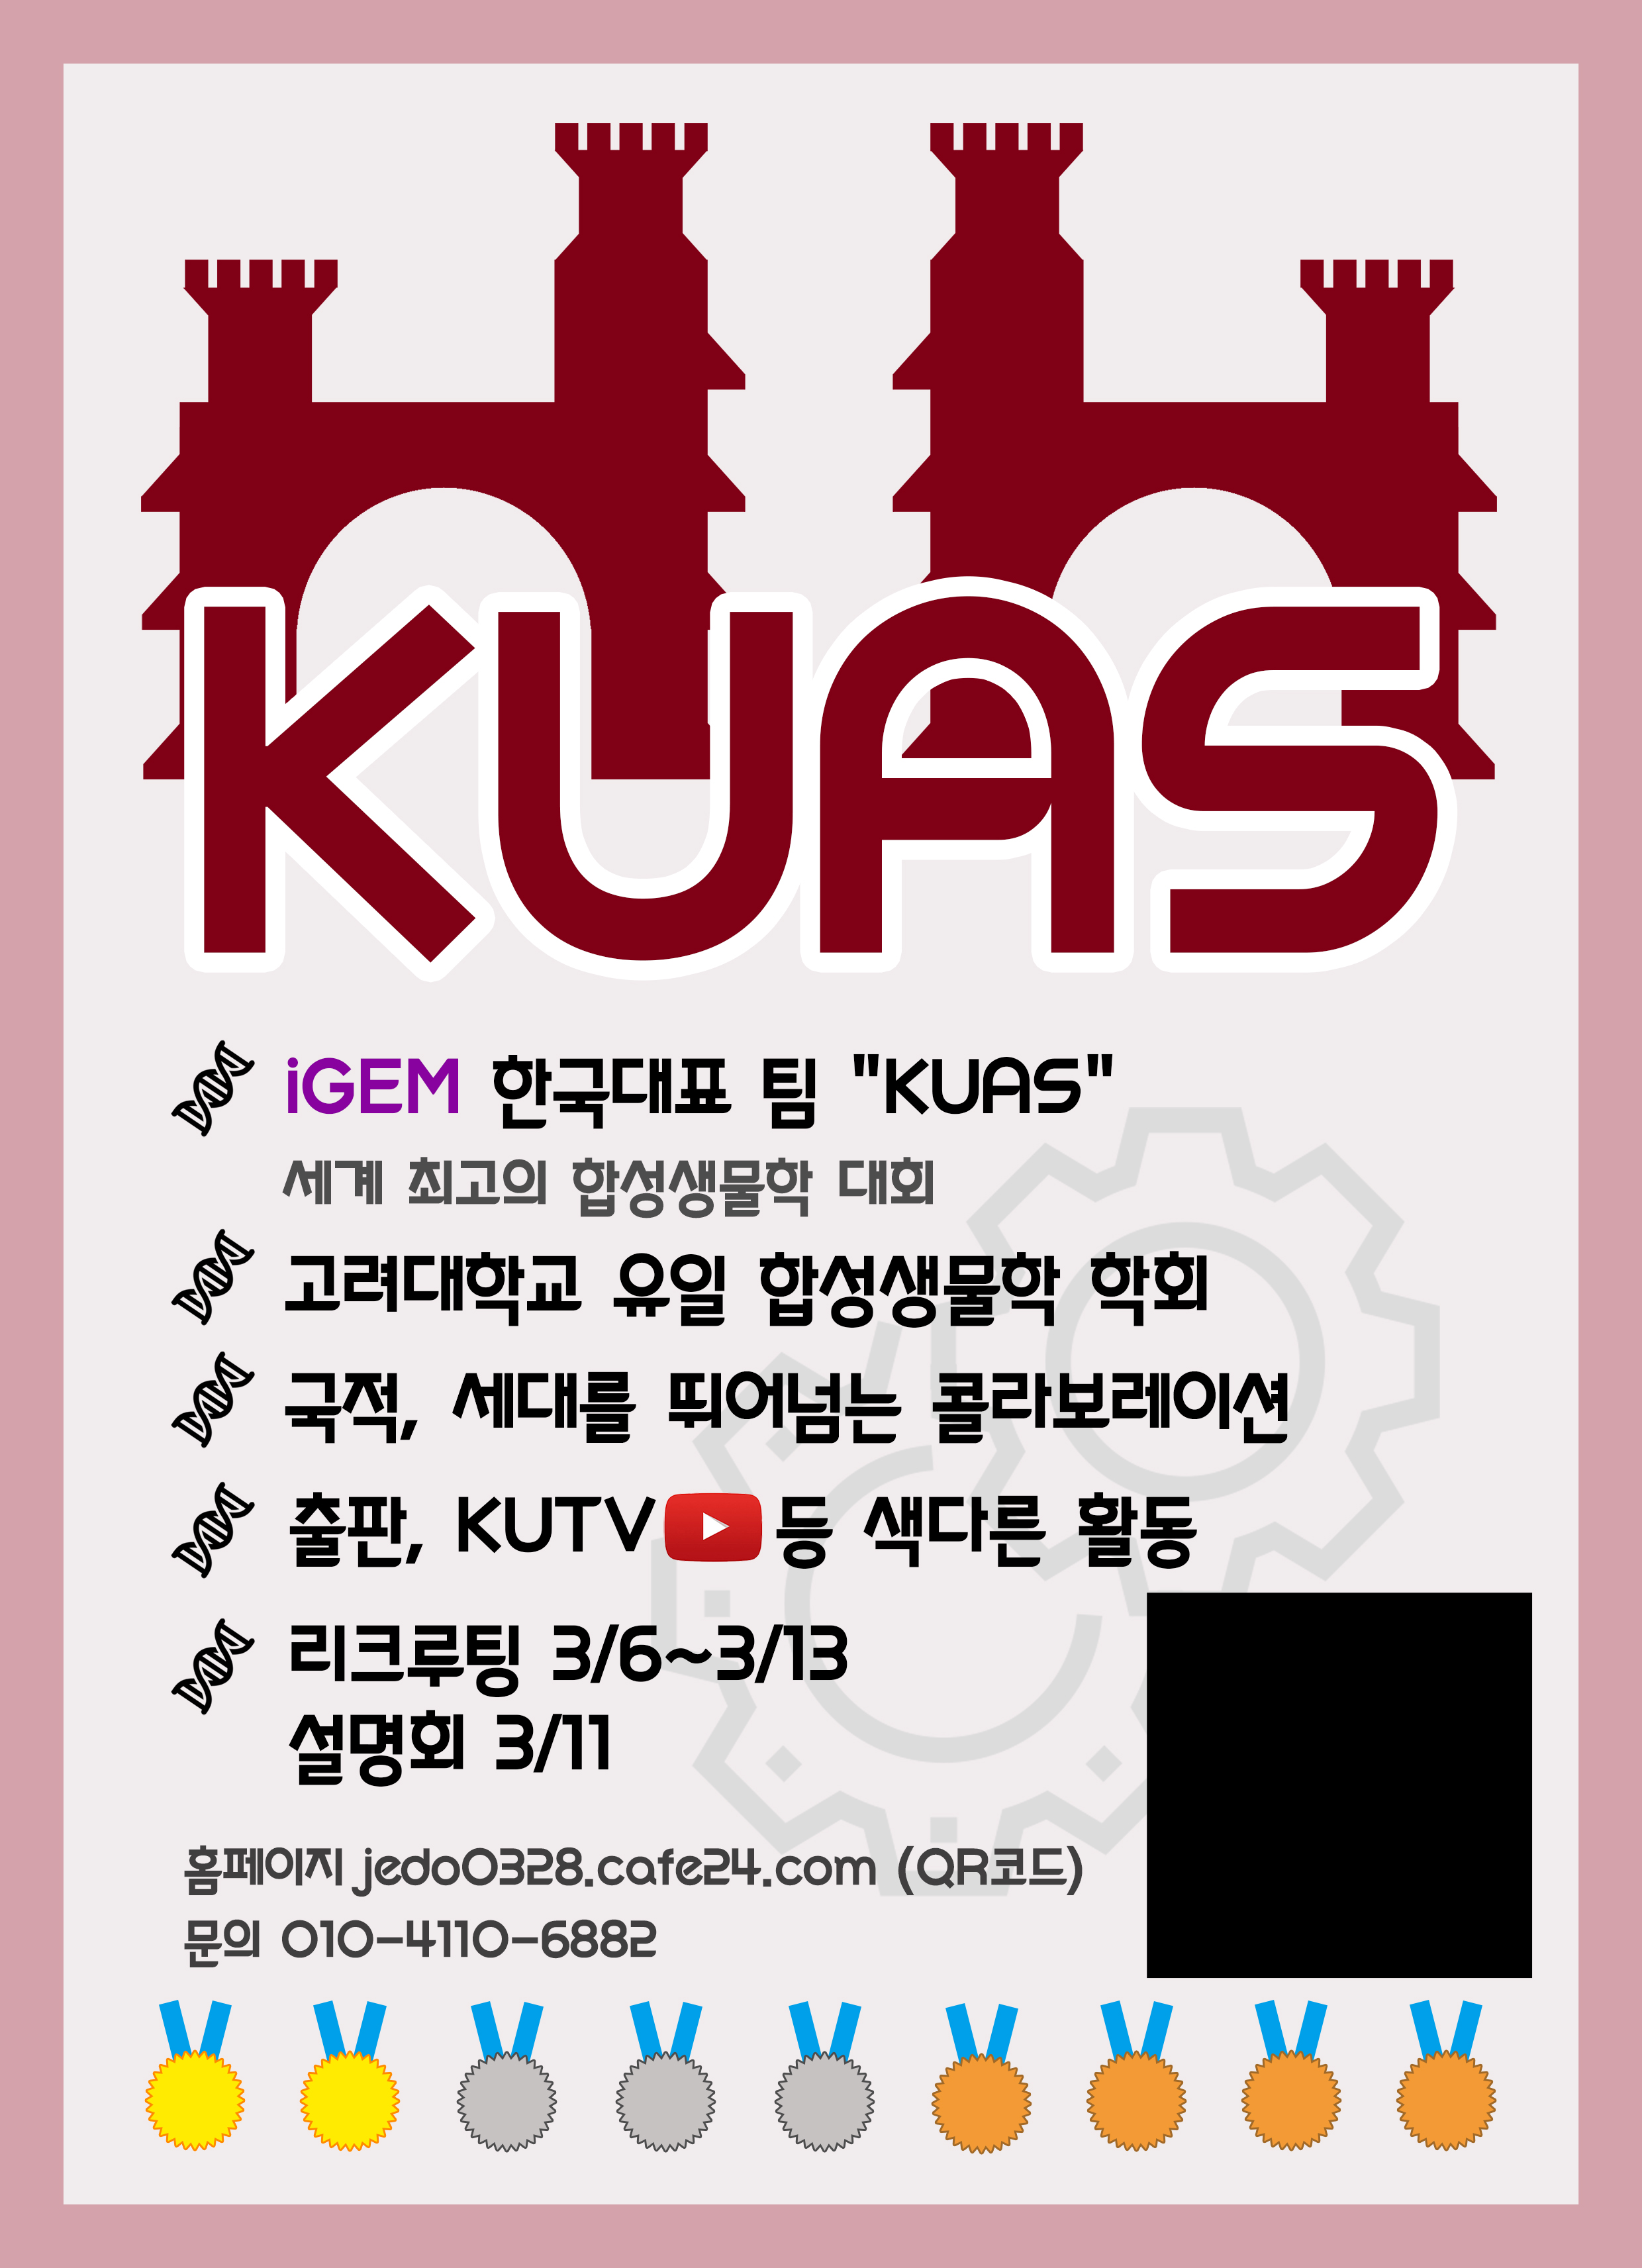 KUAS
iGEM 한국대표 팀 "KUAS"
세계 최고의 합성생물학 대회
고려대학교 유일 합성생물학 학회
국적, 세대를 뛰어넘는 콜라보레이션
출판, KUTV 등 색다른 활동
리크루팅 3/6~3/13
설명회 3/11
홈페이지 jedo0328.cafe24.com (QR코드)
문의 010-4110-6882